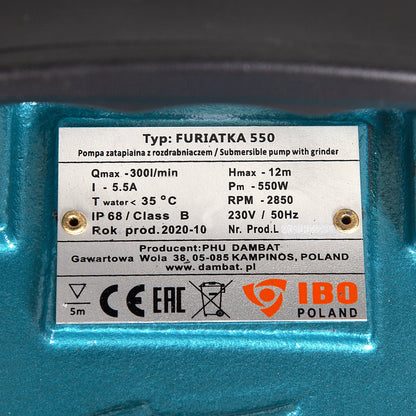 Typ: FURIATKA 550
Pompa zatapialna z rozdrabniaczem / Submersible pump with grinder
Qmax -300l/min Hmax - 12m
I - 5.5A Pm - 550W
T water < 35 °C RPM - 2850
IP 68 / Class B 230V / 50Hz
Rok prod. 2020-10 Nr. Prod.L
Producent: PHU DAMBAT
Gawartowa Wola 38, 05-085 KAMPINOS, POLAND
www.dambat.pl
5m CE EAC IBO
POLAND